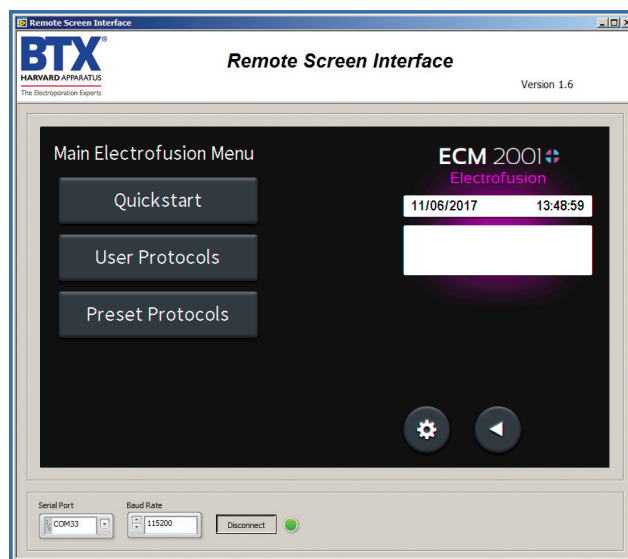 Remote Screen Interface
BTX®
HARVARD APPARATUS
The Electroporation Experts
Remote Screen Interface
Version 1.6
Main Electrofusion Menu
ECM 2001
Electrofusion
Quickstart
11/06/2017 13:48:59
User Protocols
Preset Protocols
Serial Port
Baud Rate
COM33
115200
Disconnect